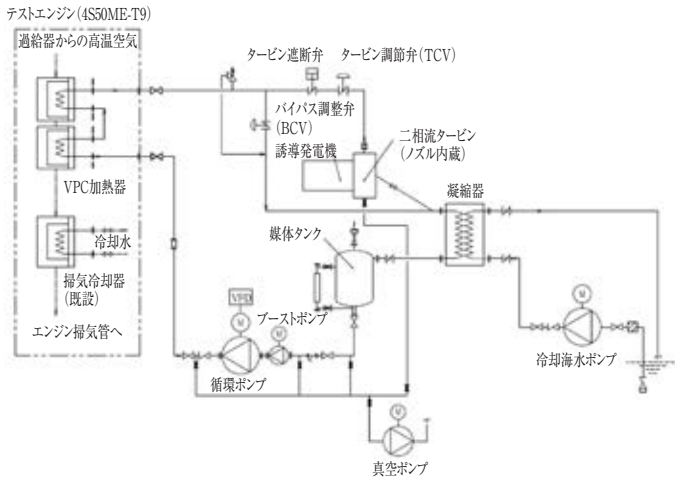 テストエンジン(4S50ME-T9)
過給器からの高温空気
タービン遮断弁
タービン調節弁(TCV)
バイパス調整弁
(BCV)
誘導発電機
二相流タービン
(ノズル内蔵)
VPC加熱器
凝縮器
冷却水
掃気冷却器
(既設)
エンジン掃気管へ
媒体タンク
VFD
M
ブーストポンプ
M
循環ポンプ
M
冷却海水ポンプ
M
真空ポンプ